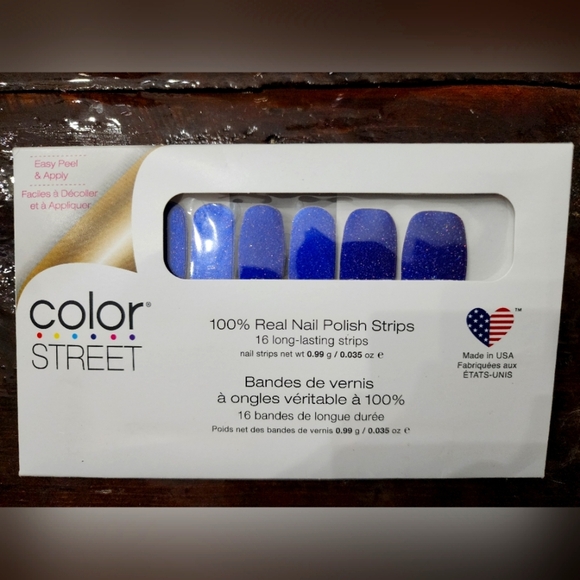 Easy Peel
& Apply
Faciles à Décoller
et à Appliquer
color®
STREET
100% Real Nail Polish Strips
16 long-lasting strips
nail strips net wt 0.99 g / 0.035 oz ℮
Bandes de vernis
à ongles véritable à 100%
16 bandes de longue durée
Poids net des bandes de vernis 0.99 g / 0.035 oz ℮
™
Made in USA
Fabriquées aux
ÉTATS-UNIS